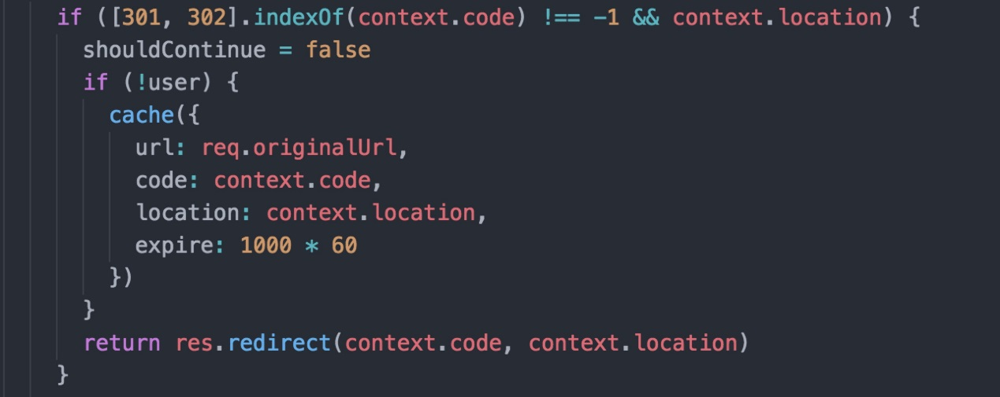 if ([301, 302].indexOf(context.code) !== -1 && context.location) {
  shouldContinue = false
  if (!user) {
    cache({
      url: req.originalUrl,
      code: context.code,
      location: context.location,
      expire: 1000 * 60
    })
  }
  return res.redirect(context.code, context.location)
}